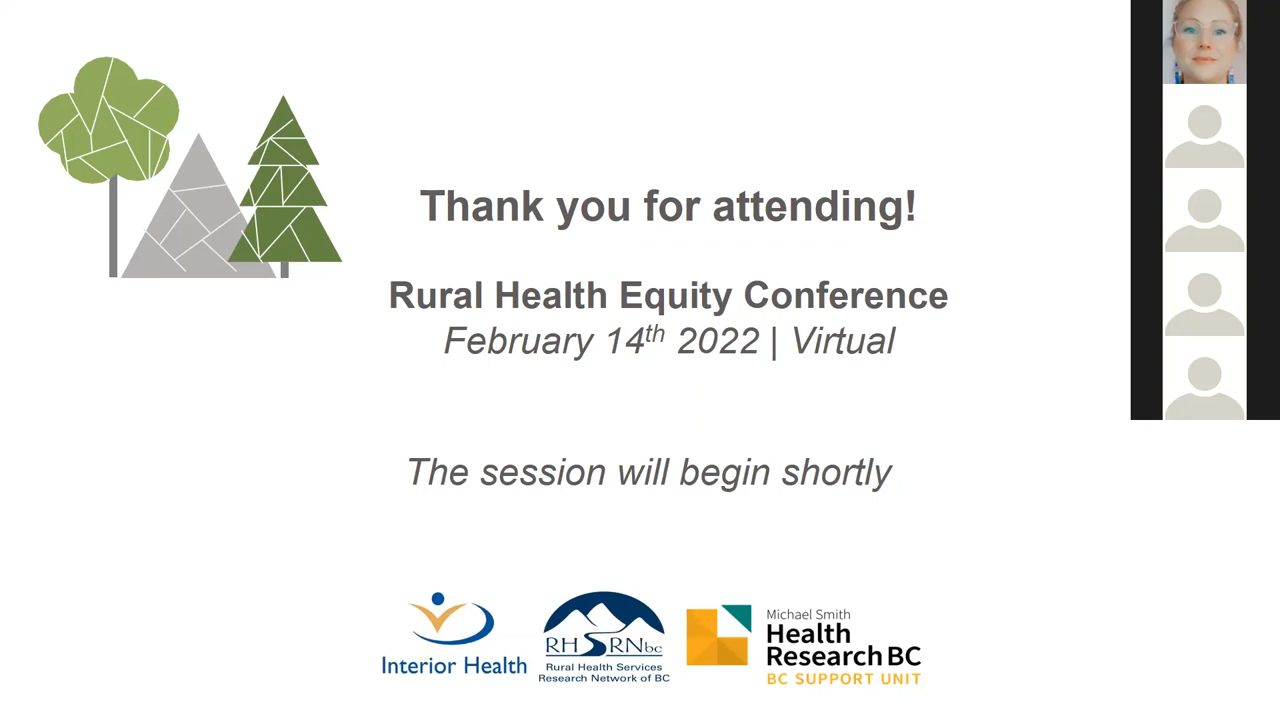 Thank you for attending!
Rural Health Equity Conference
February 14th 2022 | Virtual
The session will begin shortly
Interior Health
RHSRNbc
Rural Health Services
Research Network of BC
Michael Smith
Health
Research BC
BC SUPPORT UNIT